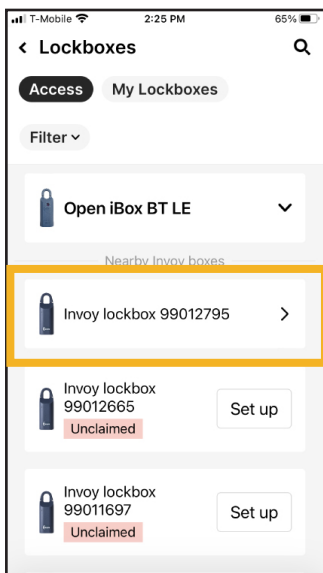 T-Mobile 2:25 PM 65%
Lockboxes
Access My Lockboxes
Filter
Open iBox BT LE
Nearby Invoy boxes
Invoy lockbox 99012795
Invoy lockbox
99012665
Unclaimed
Set up
Invoy lockbox
99011697
Unclaimed
Set up